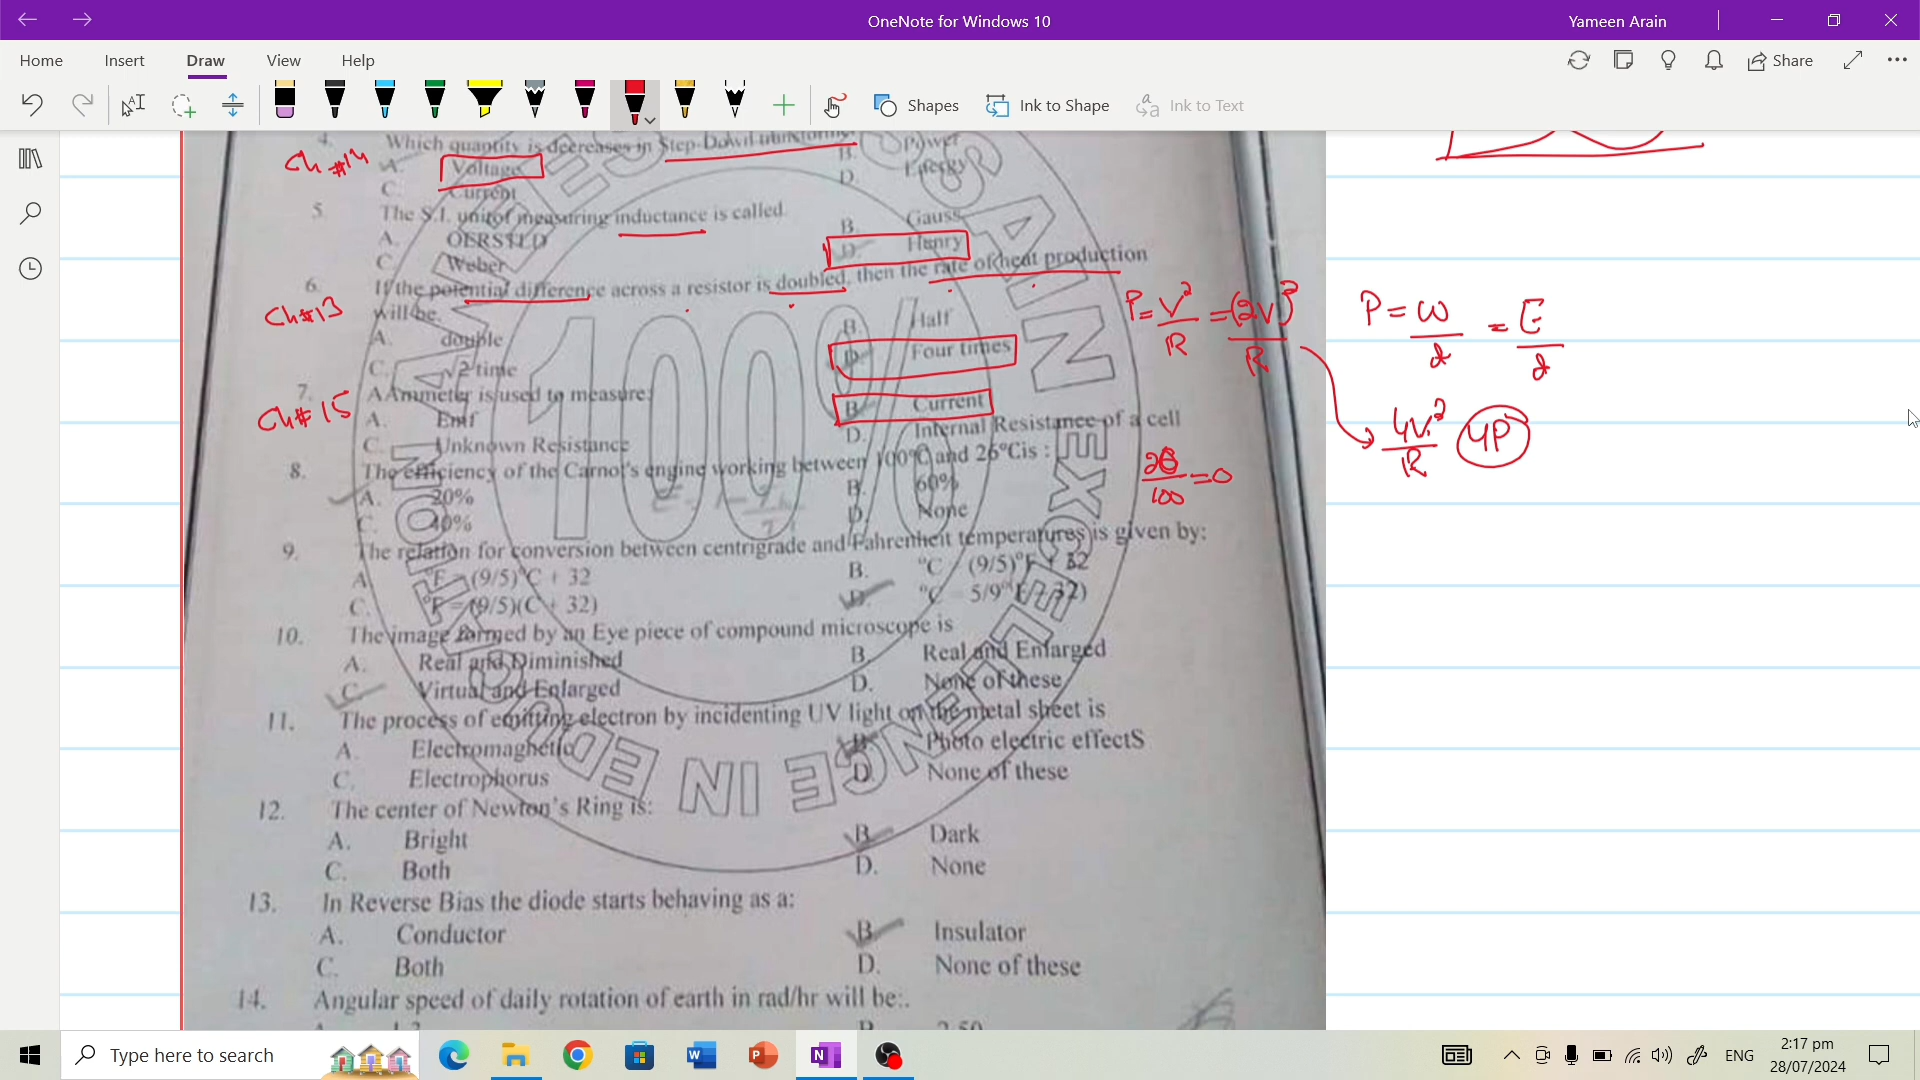 OneNote for Windows 10
Yameen Arain
Home Insert Draw View Help
Share
Shapes Ink to Shape Ink to Text
4. Which quantity is decreases in Step-Down
Ch #14
A. Voltage B. Power
C. Current D. Energy
5. The S.I. unitof measuring inductance is called
A. OERSTED B. Gauss
C. Weber D. Henry
6. If the potential difference across a resistor is doubled, then the rate of heat production
Ch#13 will be.
A. double B. Half
C. √2 time D. Four times
7. AAmmeter is used to measure:
Ch# 15
A. Emf B. Current
C. Unknown Resistance D. Internal Resistance of a cell
8. The efficiency of the Carnot's engine working between 100°C and 26°Cis :
A. 20% B. 60%
C. 40% D. None
9. The relation for conversion between centrigrade and Fahrenheit temperatures is given by:
A. °F = (9/5)°C + 32 B. °C (9/5)°F + 32
C. °F = (9/5)(C + 32) D. °C 5/9
10. The image formed by an Eye piece of compound microscope is
A. Real and Diminished B. Real and Enlarged
C. Virtual and Enlarged D. None of these
11. The process of emitting electron by incidenting UV light on the metal sheet is
A. Electromaghetic B. Photo electric effectS
C. Electrophorus D. None of these
12. The center of Newton's Ring is:
A. Bright B. Dark
C. Both D. None
13. In Reverse Bias the diode starts behaving as a:
A. Conductor B. Insulator
C. Both D. None of these
14. Angular speed of daily rotation of earth in rad/hr will be:.
100%
EXCELLENCE IN EDUCATION
P = V²/R = (2V)²/R
P = W/t = E/t
4V²/R 4P
/100 = 0
Type here to search
ENG
2:17 pm
28/07/2024